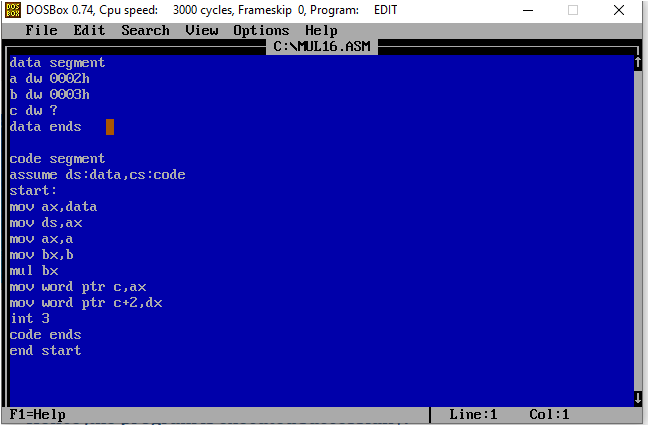 DOS
BOX
DOSBox 0.74, Cpu speed: 3000 cycles, Frameskip 0, Program: EDIT
File Edit Search View Options Help
C:\MUL16.ASM
data segment
a dw 0002h
b dw 0003h
c dw ?
data ends
code segment
assume ds:data,cs:code
start:
mov ax,data
mov ds,ax
mov ax,a
mov bx,b
mul bx
mov word ptr c,ax
mov word ptr c+2,dx
int 3
code ends
end start
F1=Help Line:1 Col:1